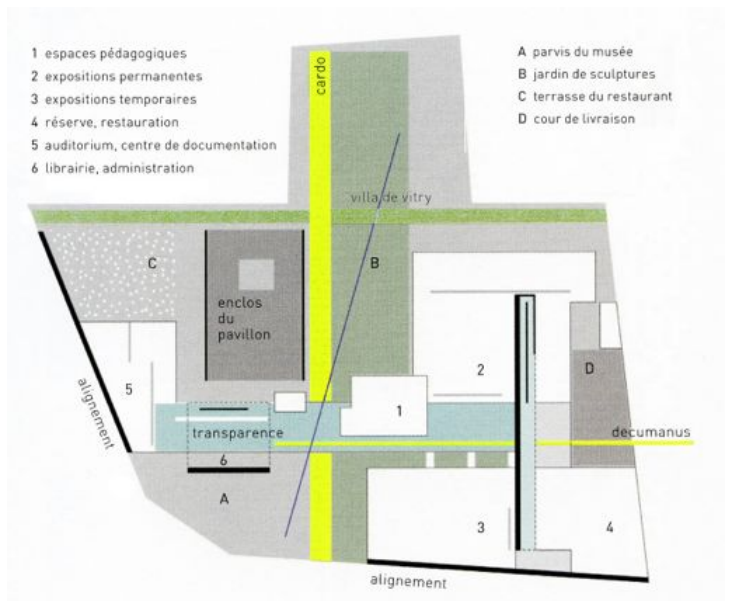 1 espaces pédagogiques
2 expositions permanentes
3 expositions temporaires
4 réserve, restauration
5 auditorium, centre de documentation
6 librairie, administration
A parvis du musée
B jardin de sculptures
C terrasse du restaurant
D cour de livraison
cardo
villa de vitry
C
B
enclos
du
pavillon
2
D
5
1
alignement
transparence
decumanus
6
A
3
4
alignement